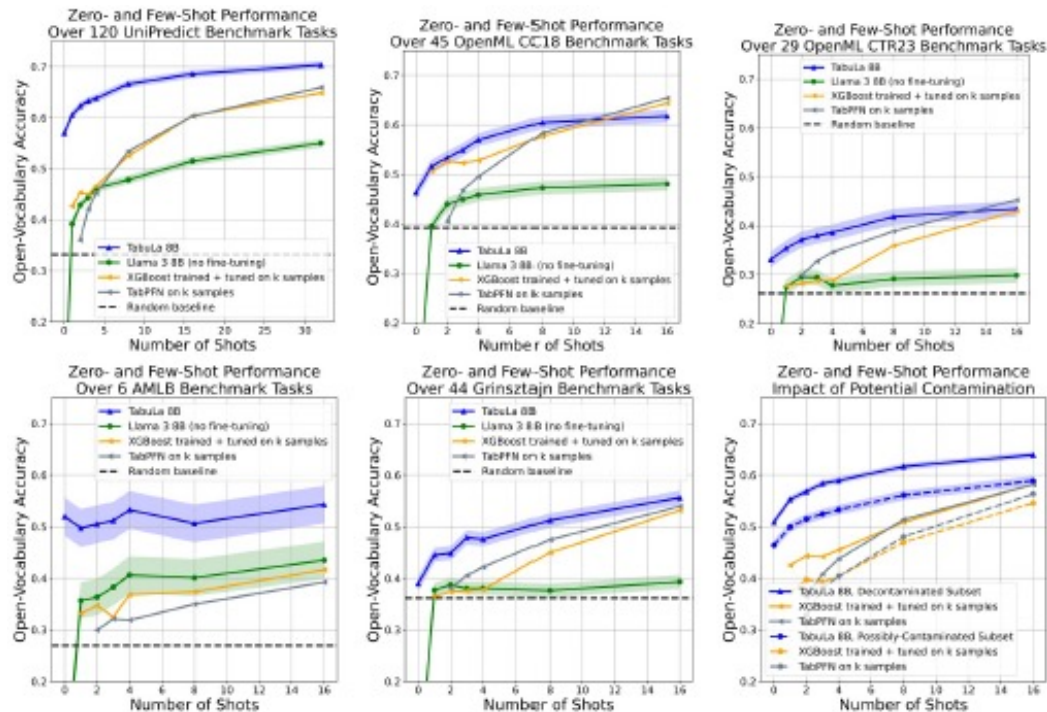 Zero- and Few-Shot Performance
Over 120 UniPredict Benchmark Tasks
Open-Vocabulary Accuracy
0.7
0.6
0.5
0.4
0.3
0.2
TabuLa 8B
Llama 3 8B (no fine-tuning)
XGBoost trained + tuned on k samples
TabPFN on k samples
Random baseline
0 5 10 15 20 25 30
Number of Shots
Zero- and Few-Shot Performance
Over 45 OpenML CC18 Benchmark Tasks
Open-Vocabulary Accuracy
0.7
0.6
0.5
0.4
0.3
0.2
TabuLa 8B
Llama 3 8B (no fine-tuning)
XGBoost trained + tuned on k samples
TabPFN on k samples
Random baseline
0 2 4 6 8 10 12 14 16
Number of Shots
Zero- and Few-Shot Performance
Over 29 OpenML CTR23 Benchmark Tasks
Open-Vocabulary Accuracy
0.7
0.6
0.5
0.4
0.3
0.2
TabuLa 8B
Llama 3 8B (no fine-tuning)
XGBoost trained + tuned on k samples
TabPFN on k samples
Random baseline
0 2 4 6 8 10 12 14 16
Number of Shots
Zero- and Few-Shot Performance
Over 6 AMLB Benchmark Tasks
Open-Vocabulary Accuracy
0.7
0.6
0.5
0.4
0.3
0.2
TabuLa 8B
Llama 3 8B (no fine-tuning)
XGBoost trained + tuned on k samples
TabPFN on k samples
Random baseline
0 2 4 6 8 10 12 14 16
Number of Shots
Zero- and Few-Shot Performance
Over 44 Grinsztajn Benchmark Tasks
Open-Vocabulary Accuracy
0.7
0.6
0.5
0.4
0.3
0.2
TabuLa 8B
Llama 3 8B (no fine-tuning)
XGBoost trained + tuned on k samples
TabPFN on k samples
Random baseline
0 2 4 6 8 10 12 14 16
Number of Shots
Zero- and Few-Shot Performance
Impact of Potential Contamination
Open-Vocabulary Accuracy
0.7
0.6
0.5
0.4
0.3
0.2
TabuLa 8B, Decontaminated Subset
XGBoost trained + tuned on k samples
TabPFN on k samples
TabuLa 8B, Possibly-Contaminated Subset
XGBoost trained + tuned on k samples
TabPFN on k samples
0 2 4 6 8 10 12 14 16
Number of Shots